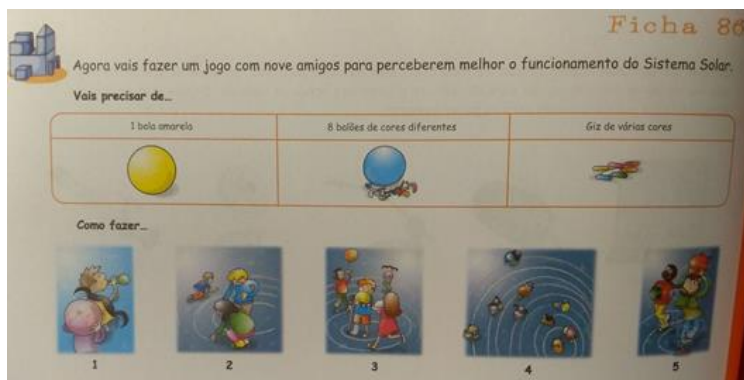 Ficha 86
Agora vais fazer um jogo com nove amigos para perceberem melhor o funcionamento do Sistema Solar.
Vais precisar de...
1 bola amarela
8 balões de cores diferentes
Giz de várias cores
Como fazer...
1
2
3
4
5